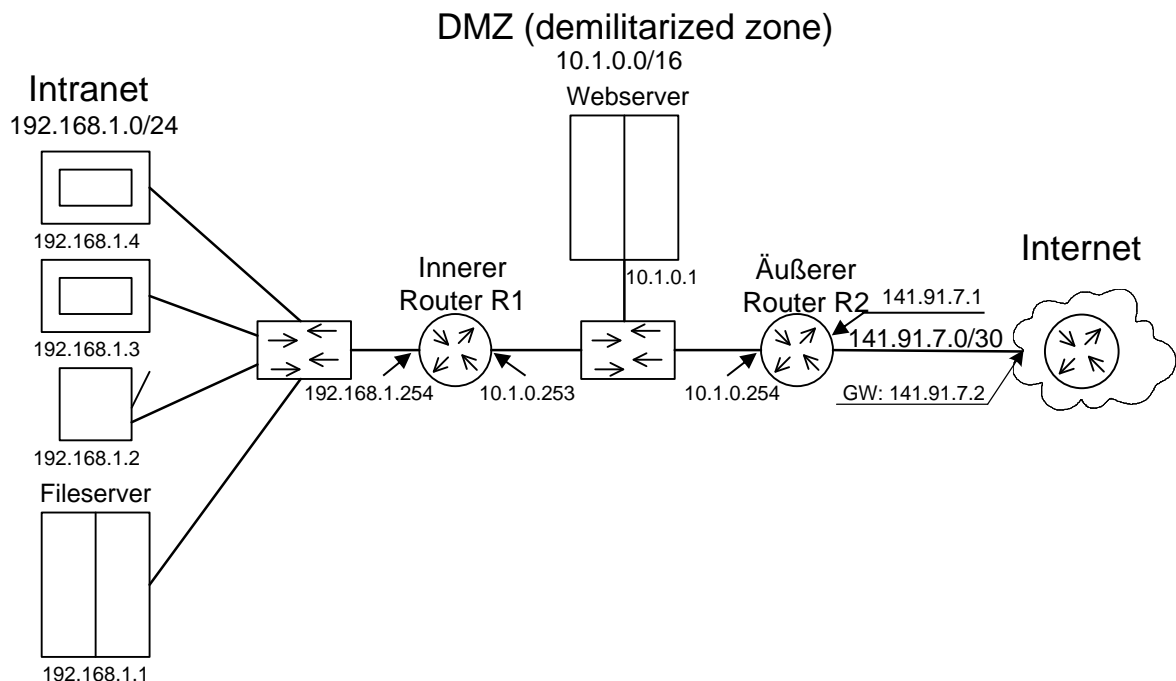 DMZ (demilitarized zone)
10.1.0.0/16
Webserver
Intranet
192.168.1.0/24
192.168.1.4
192.168.1.3
192.168.1.2
Fileserver
192.168.1.1
Innerer
Router R1
192.168.1.254
10.1.0.253
10.1.0.1
Äußerer
Router R2
10.1.0.254
141.91.7.1
141.91.7.0/30
GW: 141.91.7.2
Internet